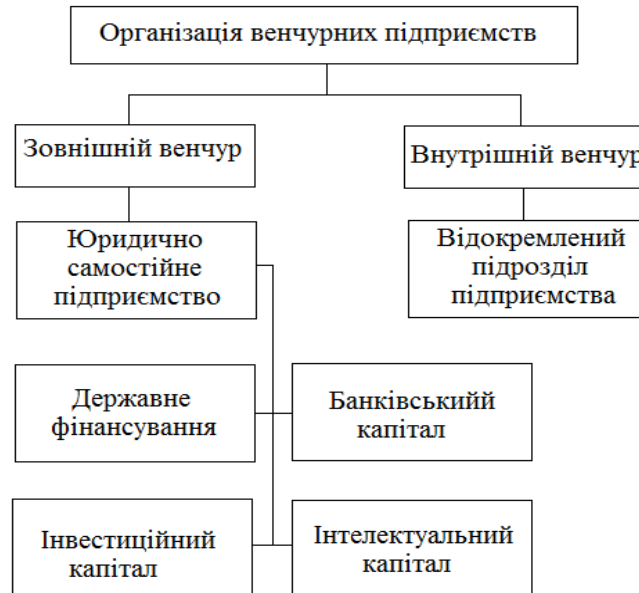 Організація венчурних підприємств
Зовнішній венчур
Внутрішній венчур
Юридично
самостійне
підприємство
Відокремлений
підрозділ
підприємства
Державне
фінансування
Банківськийй
капітал
Інвестиційний
капітал
Інтелектуальний
капітал